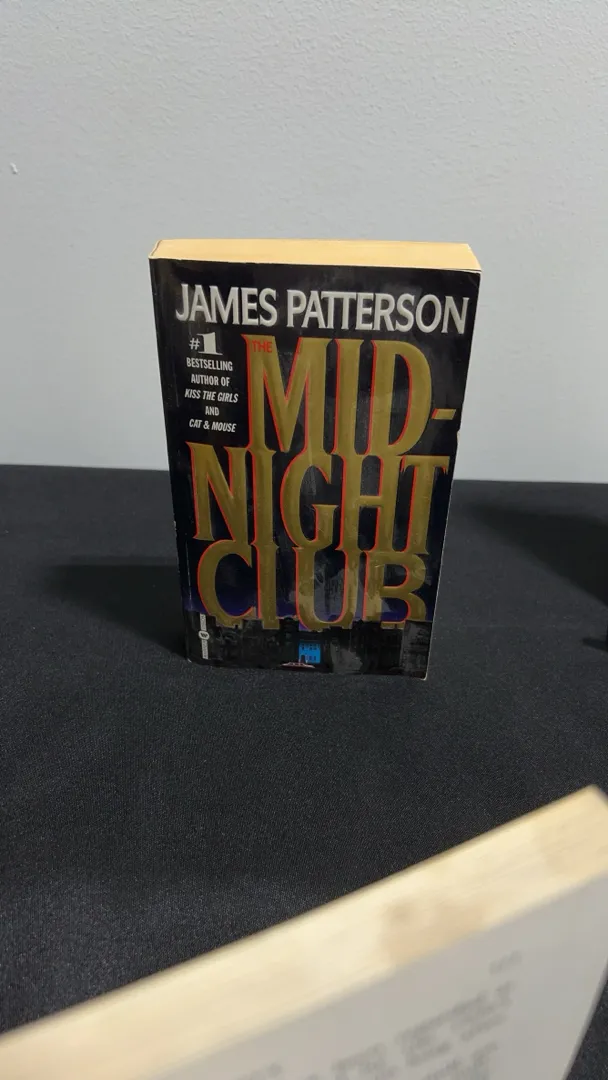 JAMES PATTERSON
#1
BESTSELLING
AUTHOR OF
KISS THE GIRLS
AND
CAT & MOUSE
THE
MID-
NIGHT
CLUB